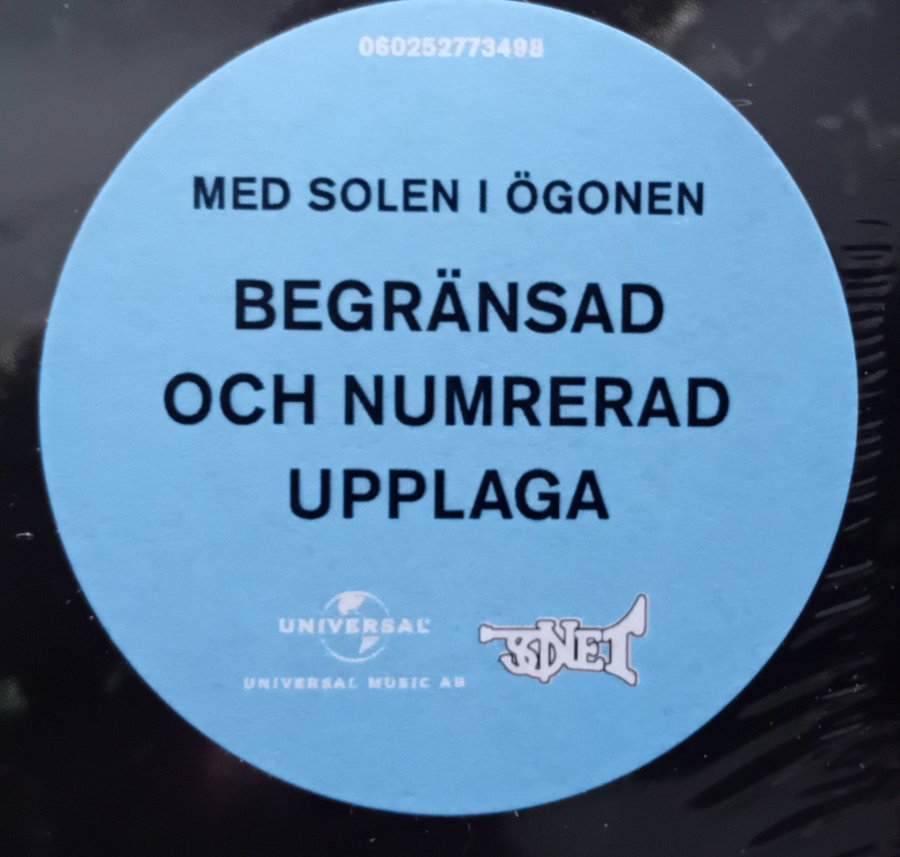 060252773498
MED SOLEN I ÖGONEN
BEGRÄNSAD
OCH NUMRERAD
UPPLAGA
UNIVERSAL
UNIVERSAL MUSIC AB